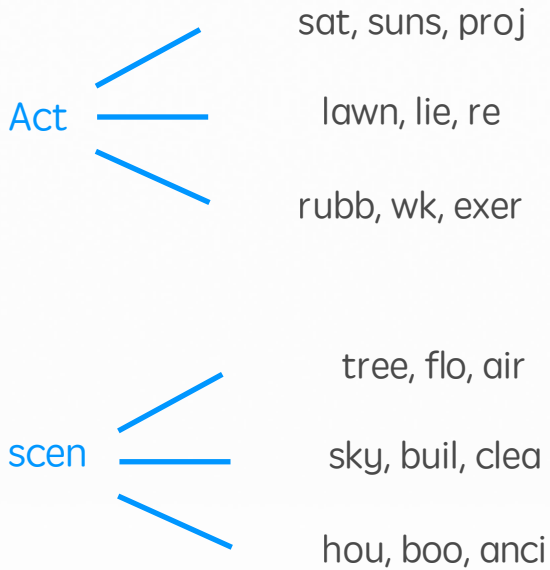 sat, suns, proj
Act
lawn, lie, re
rubb, wk, exer
tree, flo, air
scen
sky, buil, clea
hou, boo, anci